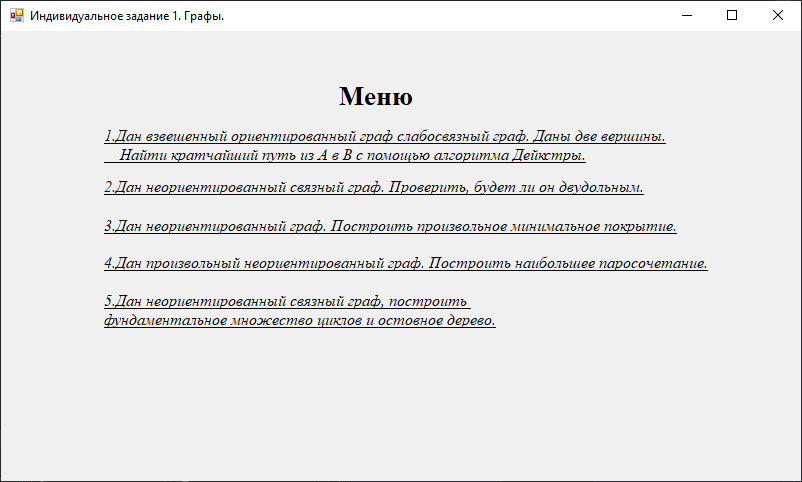 Индивидуальное задание 1. Графы.
Меню
1.Дан взвешенный ориентированный граф слабосвязный граф. Даны две вершины.
Найти кратчайший путь из А в В с помощью алгоритма Дейкстры.
2.Дан неориентированный связный граф. Проверить, будет ли он двудольным.
3.Дан неориентированный граф. Построить произвольное минимальное покрытие.
4.Дан произвольный неориентированный граф. Построить наибольшее паросочетание.
5.Дан неориентированный связный граф, построить
фундаментальное множество циклов и остовное дерево.